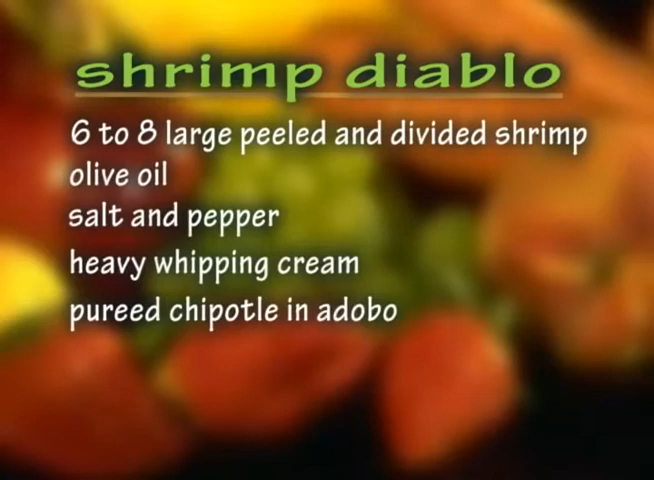 shrimp diablo
6 to 8 large peeled and divided shrimp
olive oil
salt and pepper
heavy whipping cream
pureed chipotle in adobo